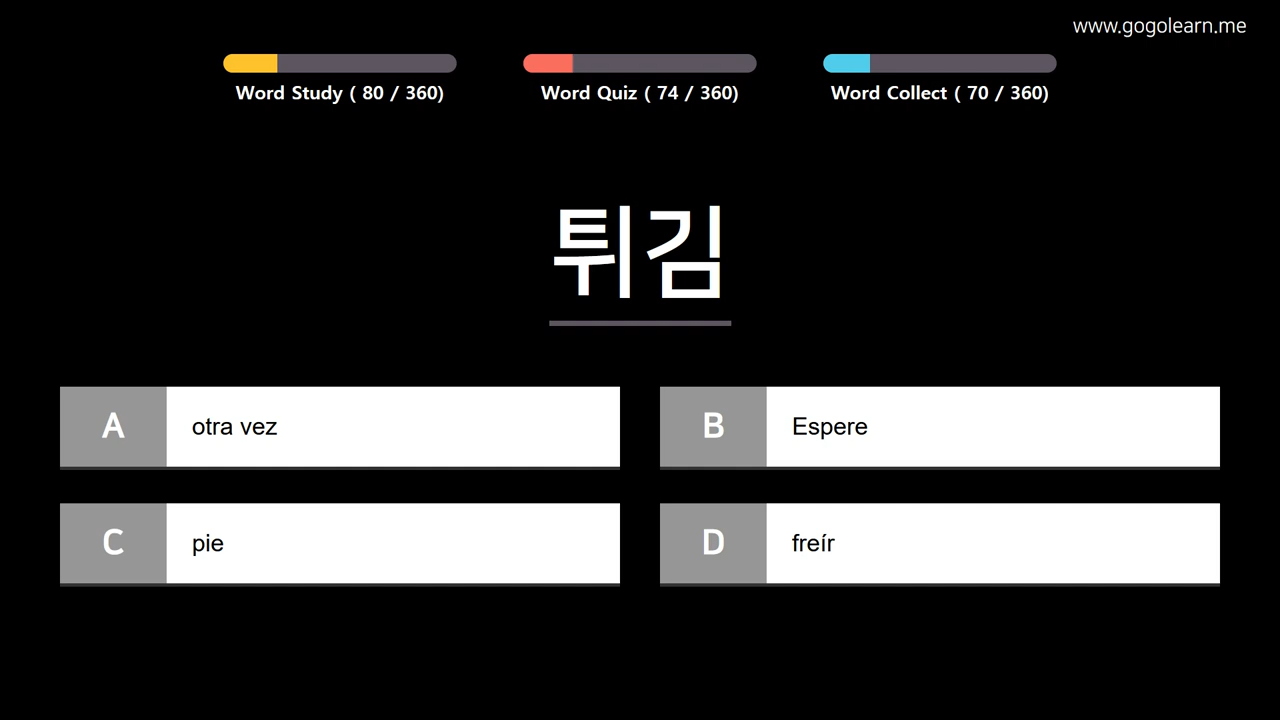 www.gogolearn.me
Word Study ( 80 / 360)
Word Quiz ( 74 / 360)
Word Collect ( 70 / 360)
튀김
A
otra vez
B
Espere
C
pie
D
freír